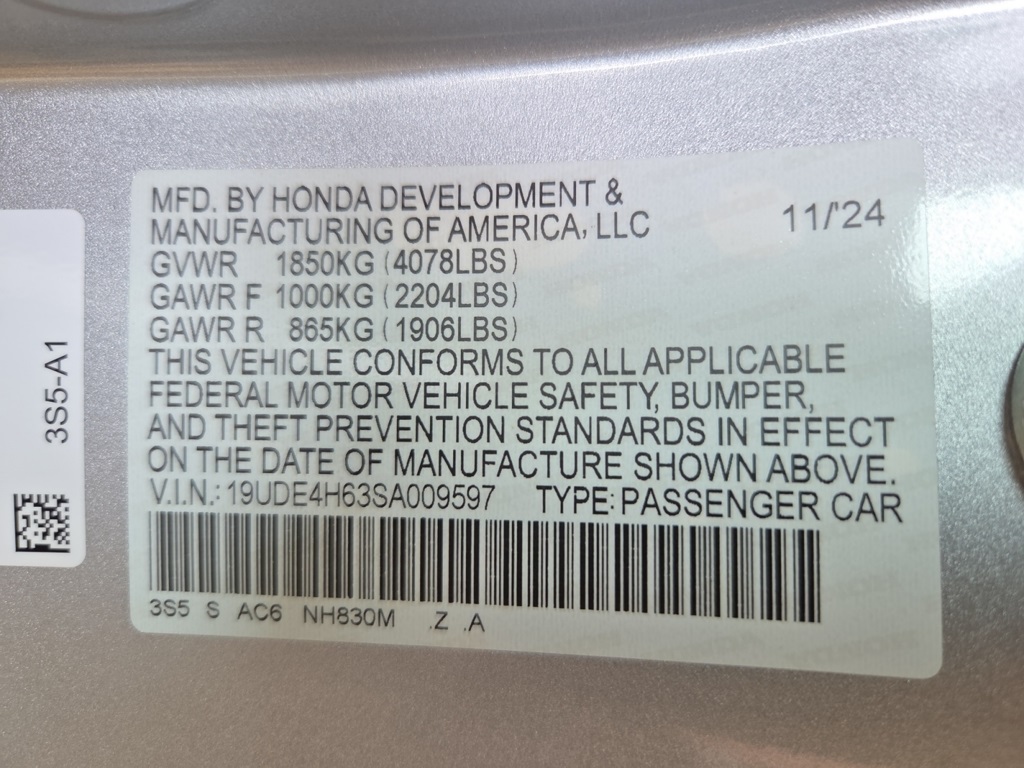 MFD. BY HONDA DEVELOPMENT &
MANUFACTURING OF AMERICA, LLC 11/'24
GVWR 1850KG (4078LBS)
GAWR F 1000KG (2204LBS)
GAWR R 865KG (1906LBS)
THIS VEHICLE CONFORMS TO ALL APPLICABLE
FEDERAL MOTOR VEHICLE SAFETY, BUMPER,
AND THEFT PREVENTION STANDARDS IN EFFECT
ON THE DATE OF MANUFACTURE SHOWN ABOVE.
V.I.N.: 19UDE4H63SA009597 TYPE: PASSENGER CAR
3S5 S AC6 NH830M .Z .A
3S5-A1